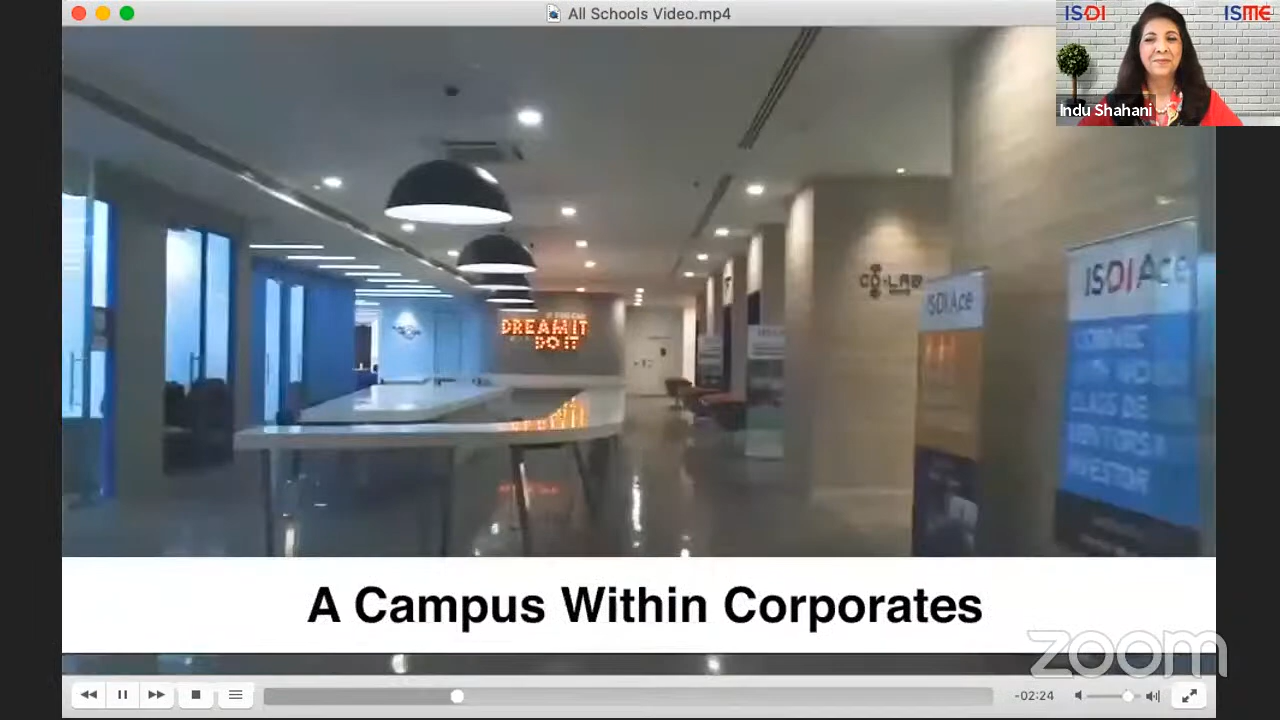 All Schools Video.mp4
ISDI
ISME
Indu Shahani
DREAM IT
DO IT
CO-LAB
ISDI Ace
ISDI Ace
A Campus Within Corporates
zoom
-02:24